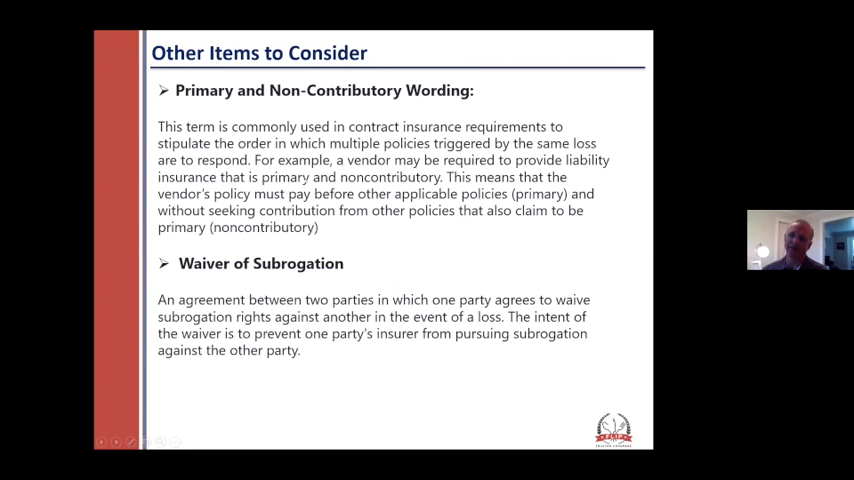 Other Items to Consider
➢ Primary and Non-Contributory Wording:
This term is commonly used in contract insurance requirements to
stipulate the order in which multiple policies triggered by the same loss
are to respond. For example, a vendor may be required to provide liability
insurance that is primary and noncontributory. This means that the
vendor's policy must pay before other applicable policies (primary) and
without seeking contribution from other policies that also claim to be
primary (noncontributory)
➢ Waiver of Subrogation
An agreement between two parties in which one party agrees to waive
subrogation rights against another in the event of a loss. The intent of
the waiver is to prevent one party's insurer from pursuing subrogation
against the other party.
FLIP